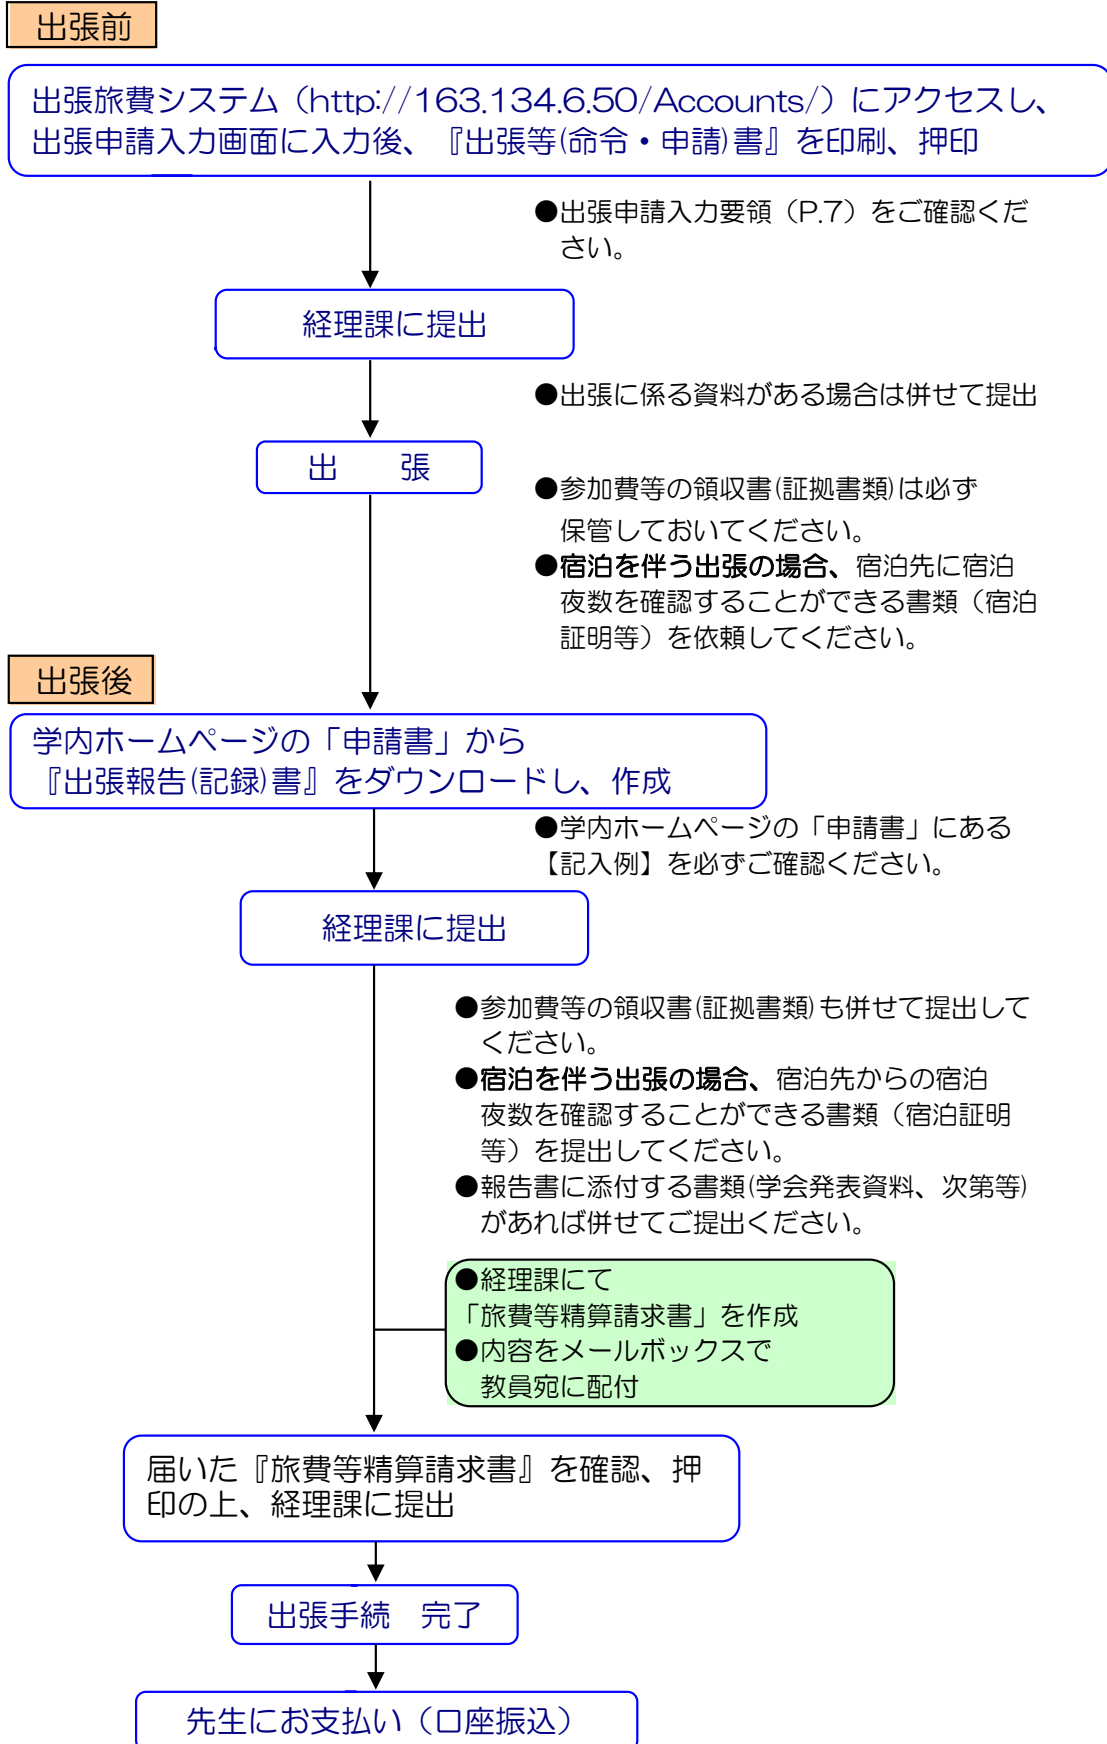 出張前
出張旅費システム（http://163.134.6.50/Accounts/）にアクセスし、
出張申請入力画面に入力後、『出張等(命令・申請)書』を印刷、押印
●出張申請入力要領（P.7）をご確認くだ
さい。
経理課に提出
●出張に係る資料がある場合は併せて提出
出　　張
●参加費等の領収書(証拠書類)は必ず
保管しておいてください。
●宿泊を伴う出張の場合、宿泊先に宿泊
夜数を確認することができる書類（宿泊
証明等）を依頼してください。
出張後
学内ホームページの「申請書」から
『出張報告(記録)書』をダウンロードし、作成
●学内ホームページの「申請書」にある
【記入例】を必ずご確認ください。
経理課に提出
●参加費等の領収書(証拠書類)も併せて提出して
ください。
●宿泊を伴う出張の場合、宿泊先からの宿泊
夜数を確認することができる書類（宿泊証明
等）を提出してください。
●報告書に添付する書類(学会発表資料、次第等)
があれば併せてご提出ください。
●経理課にて
「旅費等精算請求書」を作成
●内容をメールボックスで
教員宛に配付
届いた『旅費等精算請求書』を確認、押
印の上、経理課に提出
出張手続　完了
先生にお支払い（口座振込）